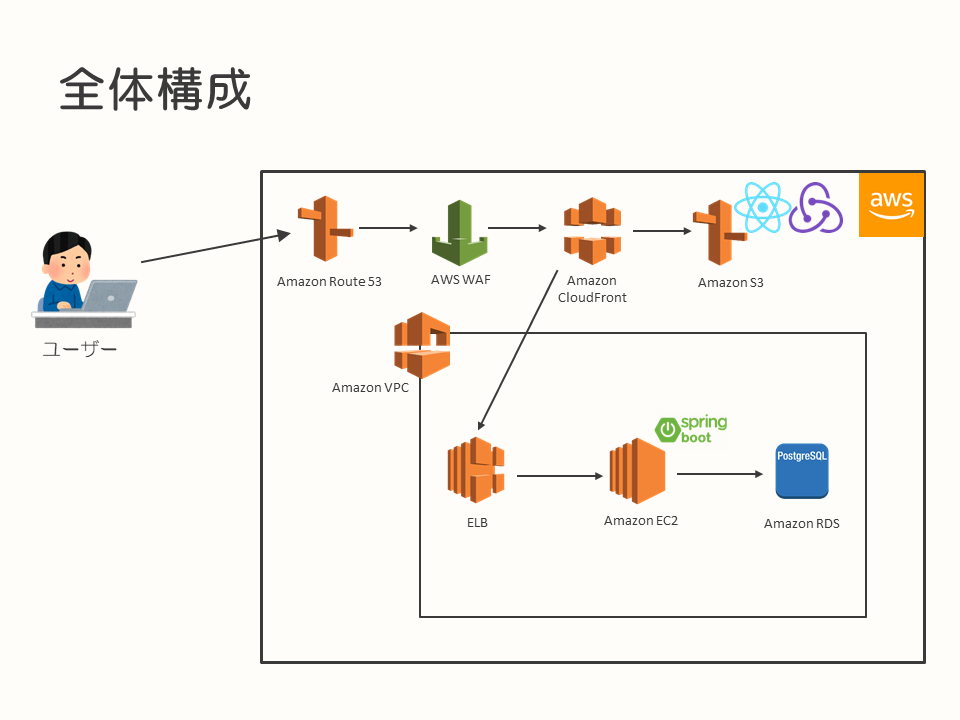 全体構成
aws
Amazon Route 53
AWS WAF
Amazon
CloudFront
Amazon S3
ユーザー
Amazon VPC
spring
boot
PostgreSQL
ELB
Amazon EC2
Amazon RDS